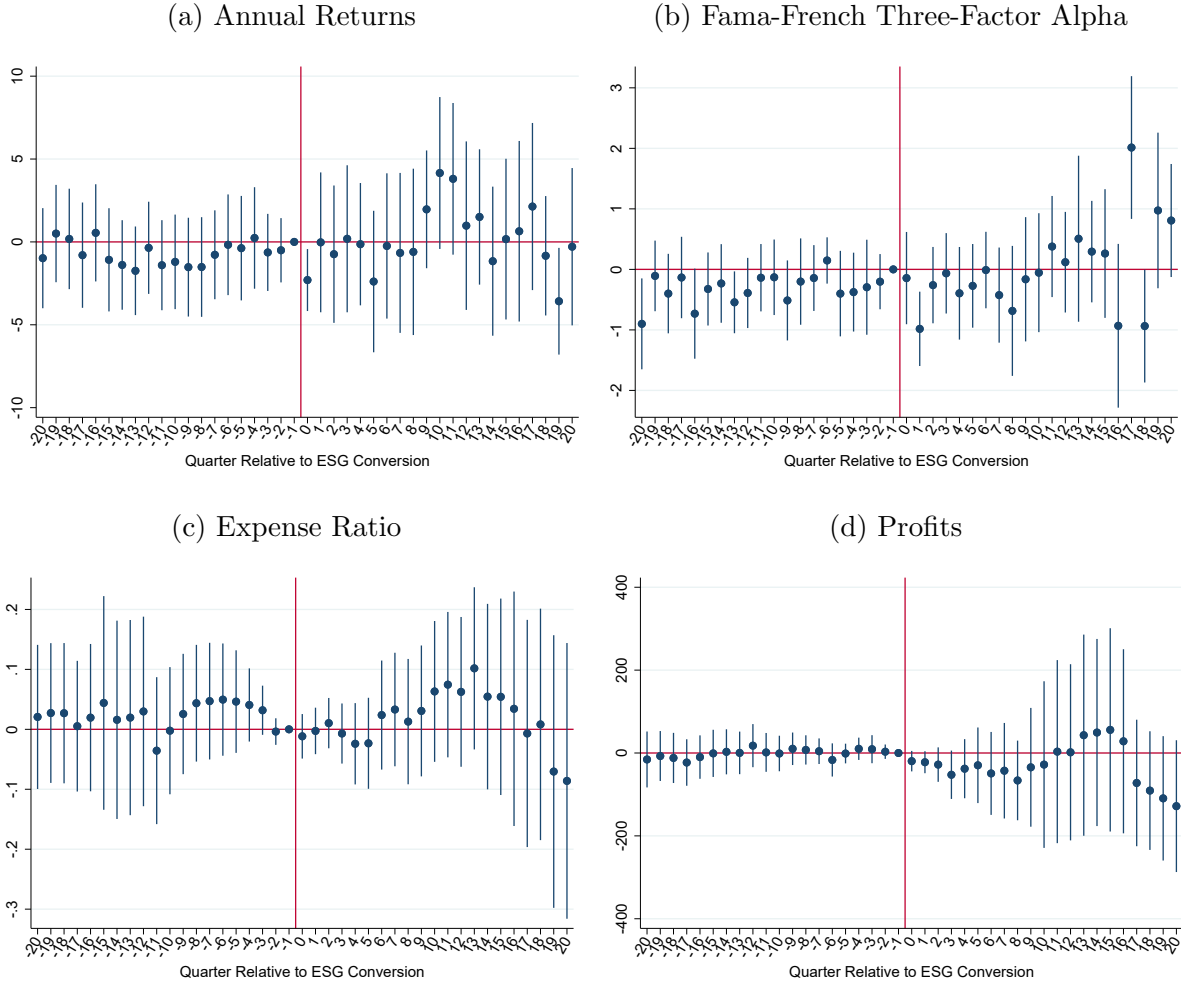 (a) Annual Returns
10
5
0
-5
-10
-20 -19 -18 -17 -16 -15 -14 -13 -12 -11 -10 -9 -8 -7 -6 -5 -4 -3 -2 -1 0 1 2 3 4 5 6 7 8 9 10 11 12 13 14 15 16 17 18 19 20
Quarter Relative to ESG Conversion
(b) Fama-French Three-Factor Alpha
3
2
1
0
-1
-2
-20 -19 -18 -17 -16 -15 -14 -13 -12 -11 -10 -9 -8 -7 -6 -5 -4 -3 -2 -1 0 1 2 3 4 5 6 7 8 9 10 11 12 13 14 15 16 17 18 19 20
Quarter Relative to ESG Conversion
(c) Expense Ratio
.2
.1
0
-.1
-.2
-.3
-20 -19 -18 -17 -16 -15 -14 -13 -12 -11 -10 -9 -8 -7 -6 -5 -4 -3 -2 -1 0 1 2 3 4 5 6 7 8 9 10 11 12 13 14 15 16 17 18 19 20
Quarter Relative to ESG Conversion
(d) Profits
400
200
0
-200
-400
-20 -19 -18 -17 -16 -15 -14 -13 -12 -11 -10 -9 -8 -7 -6 -5 -4 -3 -2 -1 0 1 2 3 4 5 6 7 8 9 10 11 12 13 14 15 16 17 18 19 20
Quarter Relative to ESG Conversion